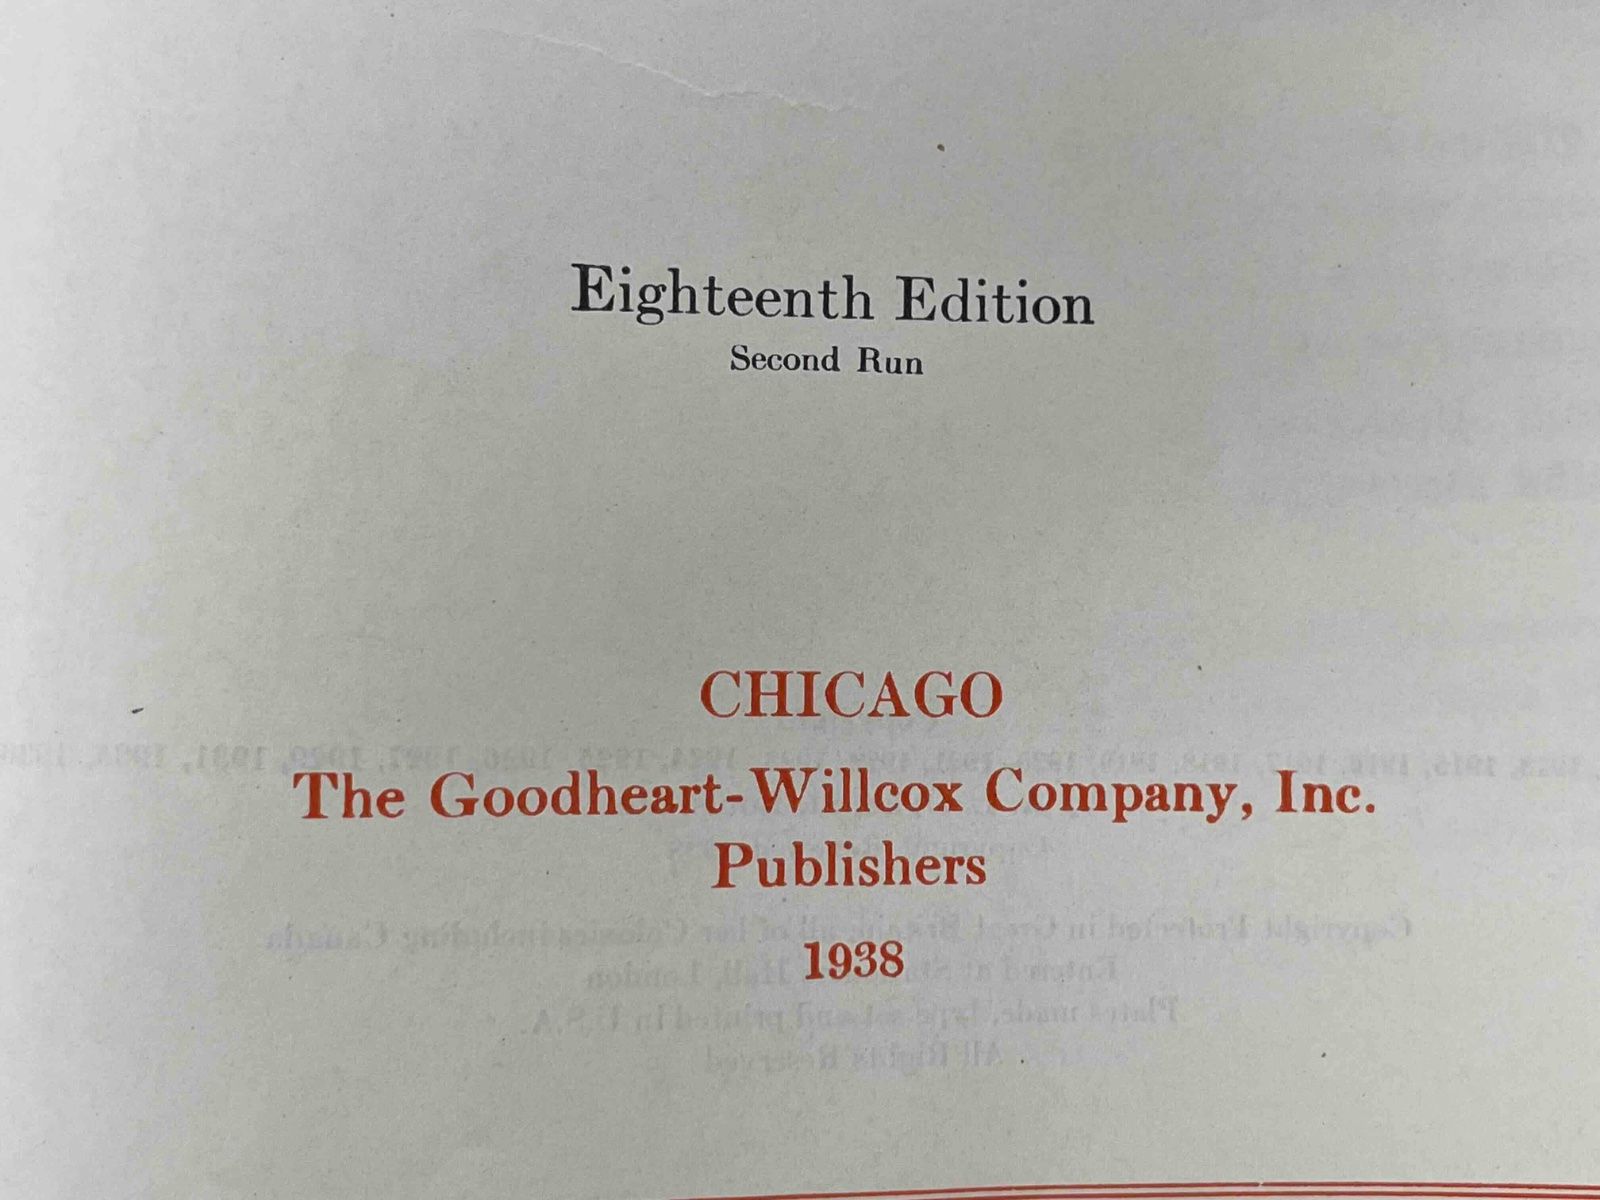 Eighteenth Edition
Second Run
CHICAGO
The Goodheart-Willcox Company, Inc.
Publishers
1938